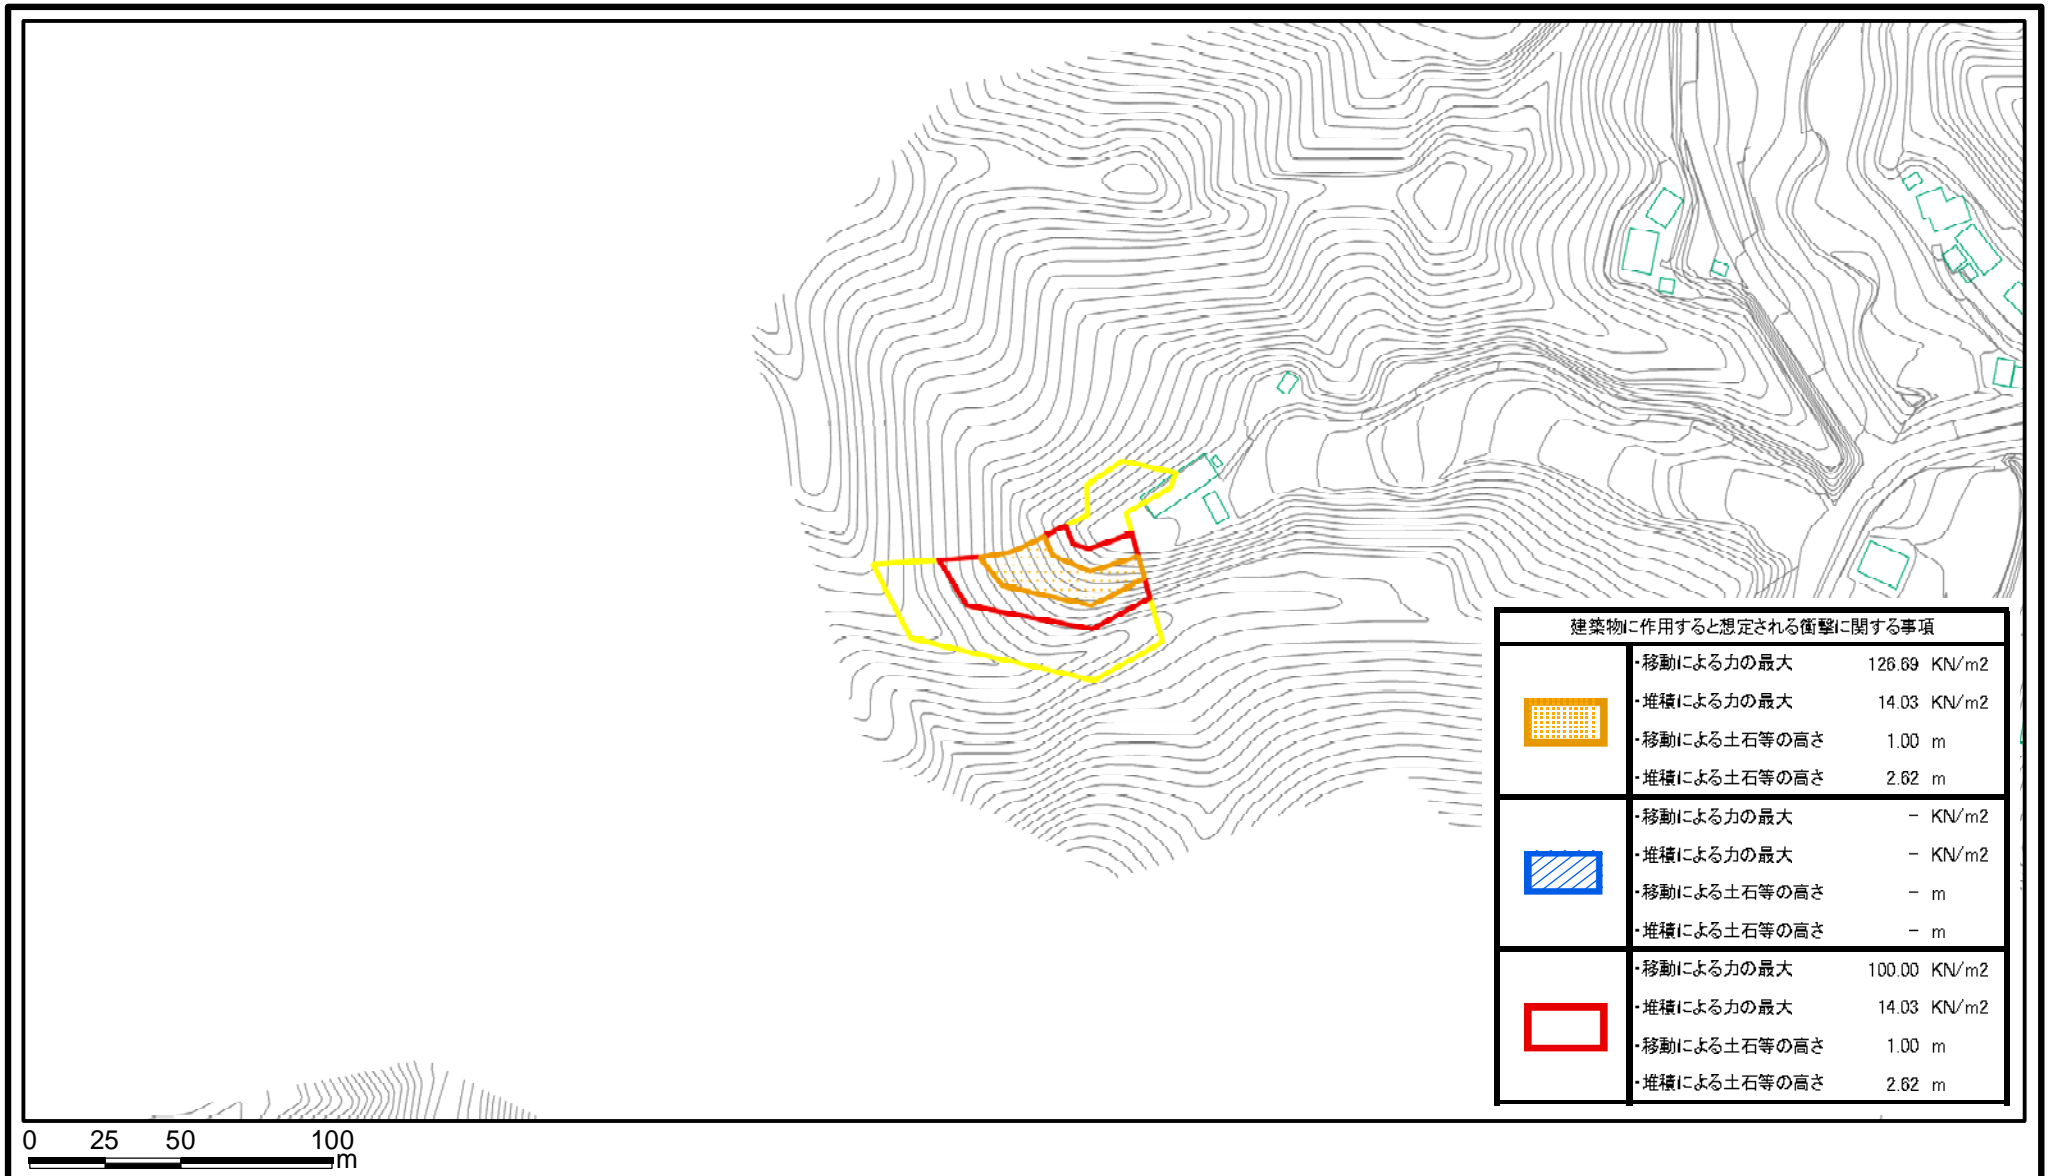 建築物に作用すると想定される衝撃に関する事項
・移動による力の最大 126.69 KN/m2
・堆積による力の最大 14.03 KN/m2
・移動による土石等の高さ 1.00 m
・堆積による土石等の高さ 2.62 m
・移動による力の最大 － KN/m2
・堆積による力の最大 － KN/m2
・移動による土石等の高さ － m
・堆積による土石等の高さ － m
・移動による力の最大 100.00 KN/m2
・堆積による力の最大 14.03 KN/m2
・移動による土石等の高さ 1.00 m
・堆積による土石等の高さ 2.62 m
0 25 50 100
m